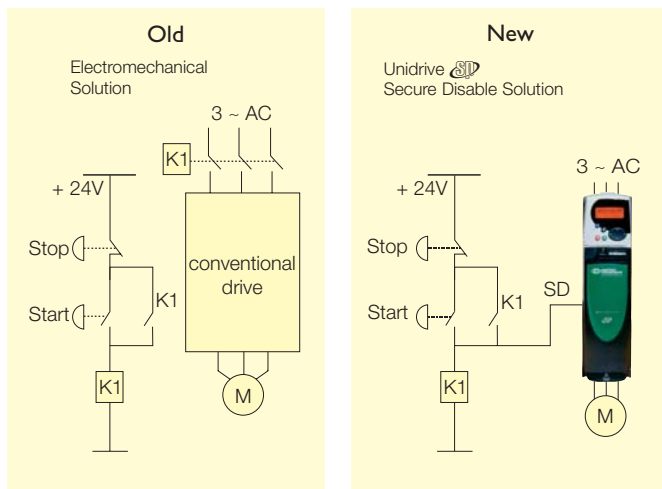 Old
Electromechanical
Solution
3 ~ AC
K1
+ 24V
Stop
conventional
drive
Start
K1
K1
M
New
Unidrive SP
Secure Disable Solution
3 ~ AC
+ 24V
Stop
SD
Start
K1
K1
M